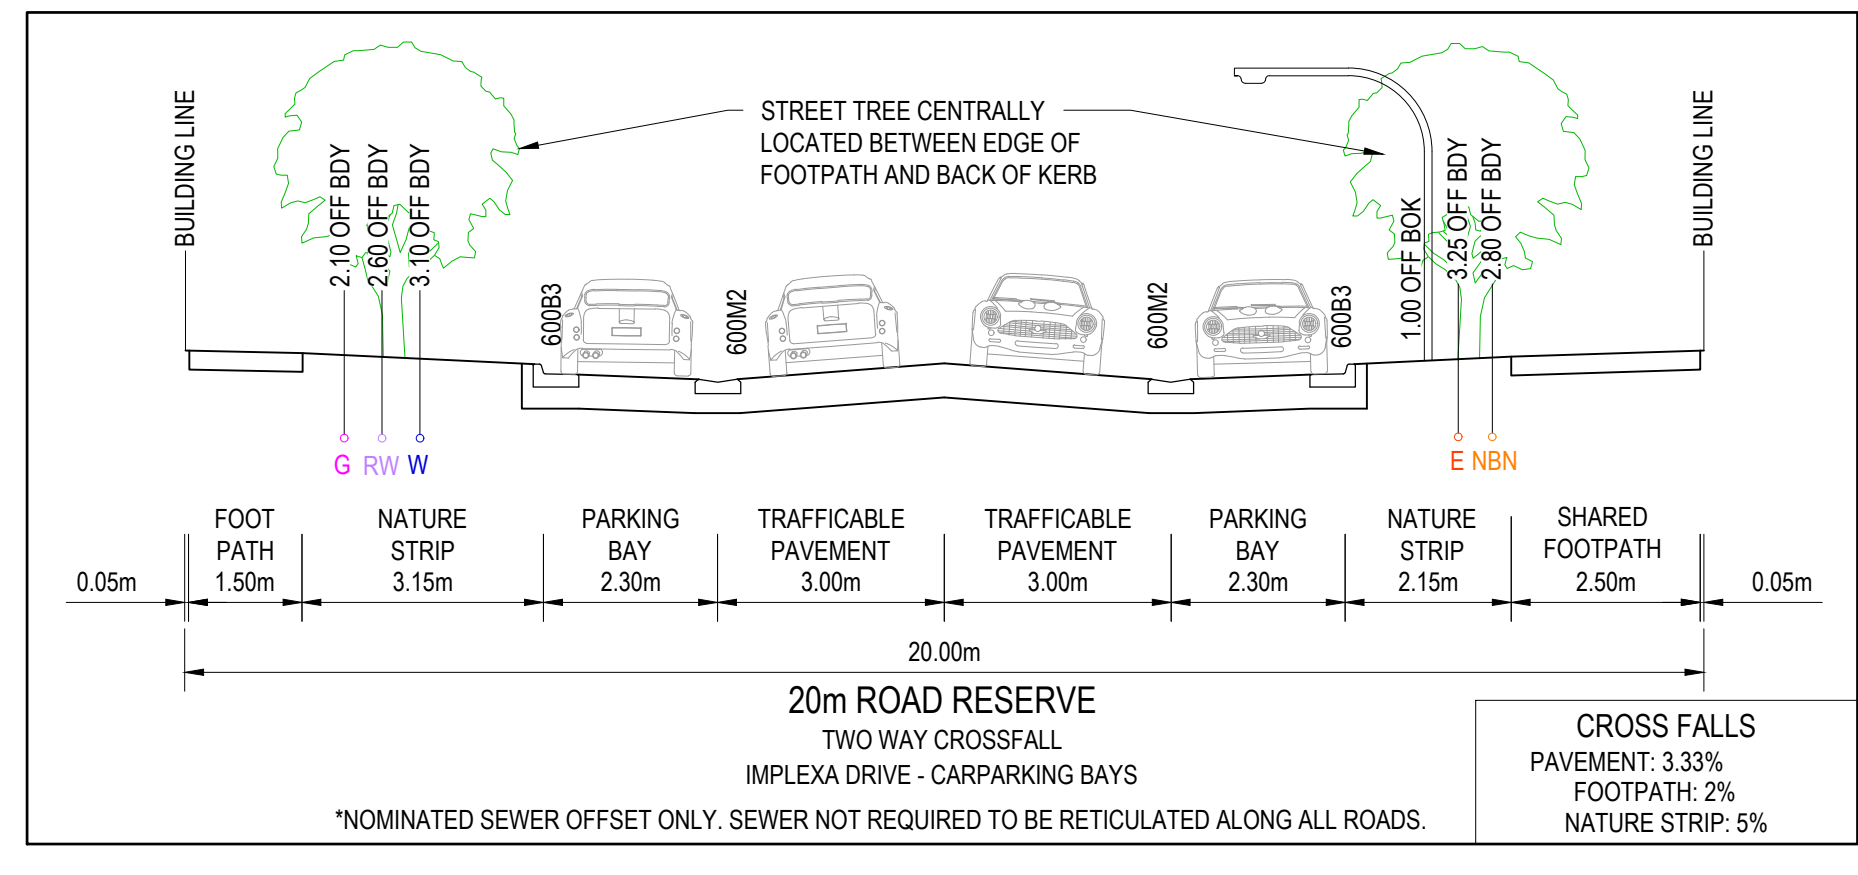 BUILDING LINE
2.10 OFF BDY
2.60 OFF BDY
3.10 OFF BDY
STREET TREE CENTRALLY
LOCATED BETWEEN EDGE OF
FOOTPATH AND BACK OF KERB
600B3
600M2
600M2
600B3
1.00 OFF BOK
3.25 OFF BDY
2.80 OFF BDY
BUILDING LINE
G RW W
E NBN
FOOT
PATH
1.50m
NATURE
STRIP
3.15m
PARKING
BAY
2.30m
TRAFFICABLE
PAVEMENT
3.00m
TRAFFICABLE
PAVEMENT
3.00m
PARKING
BAY
2.30m
NATURE
STRIP
2.15m
SHARED
FOOTPATH
2.50m
0.05m
0.05m
20.00m
20m ROAD RESERVE
TWO WAY CROSSFALL
IMPLEXA DRIVE - CARPARKING BAYS
*NOMINATED SEWER OFFSET ONLY. SEWER NOT REQUIRED TO BE RETICULATED ALONG ALL ROADS.
CROSS FALLS
PAVEMENT: 3.33%
FOOTPATH: 2%
NATURE STRIP: 5%